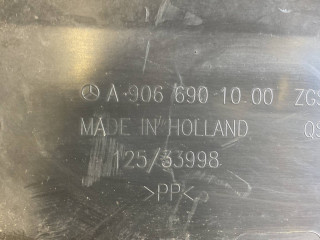 A 906 690 10 00 ZGS
MADE IN HOLLAND QS
125/33998
>PP<